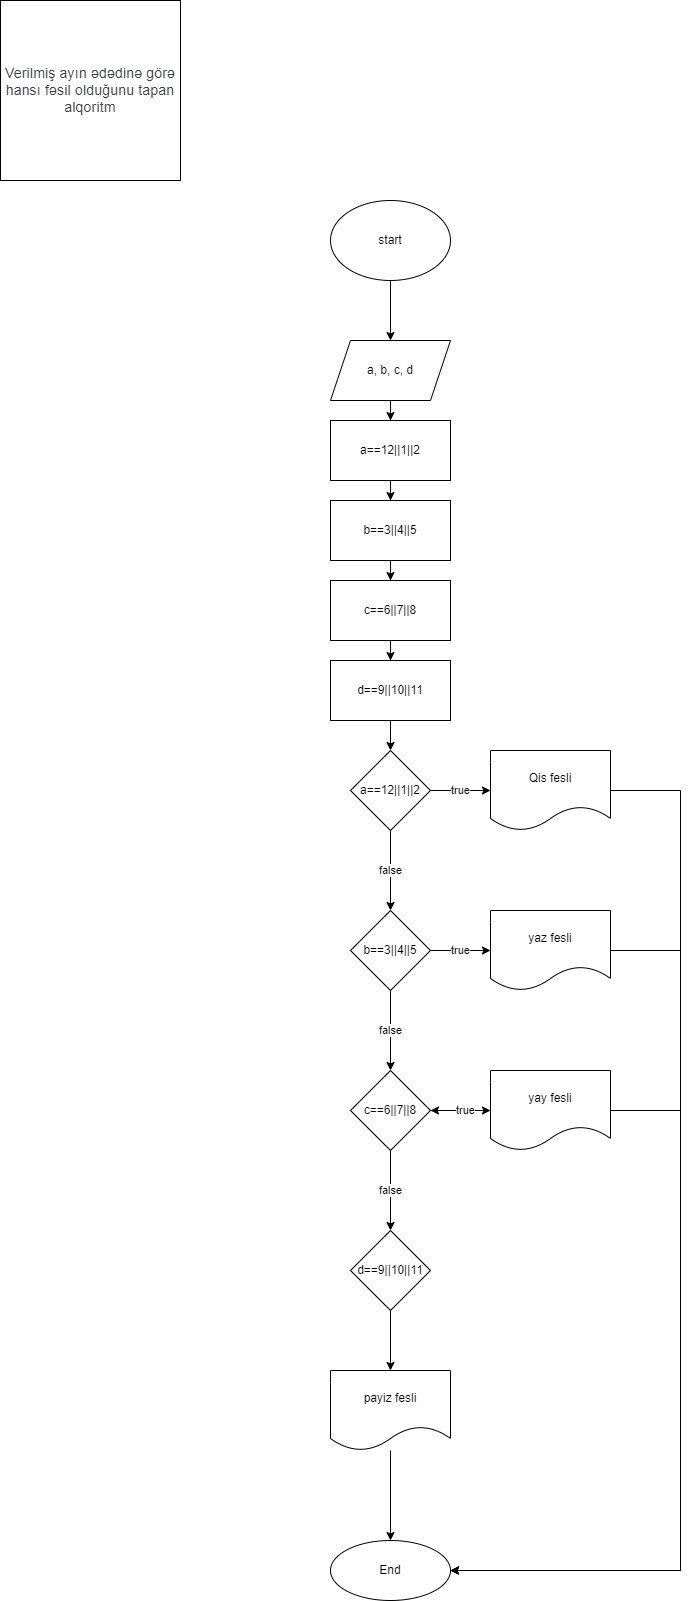 Verilmiş ayın ədədinə görə
hansı fəsil olduğunu tapan
alqoritm
start
a, b, c, d
a==12||1||2
b==3||4||5
c==6||7||8
d==9||10||11
a==12||1||2
true
Qis fesli
false
b==3||4||5
true
yaz fesli
false
c==6||7||8
true
yay fesli
false
d==9||10||11
payiz fesli
End